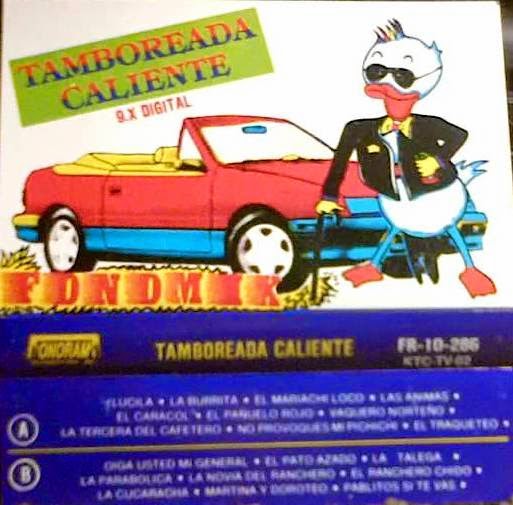 TAMBOREADA
CALIENTE
9.X DIGITAL
FONOMIK
FONORAMA
TAMBOREADA CALIENTE
FR-10-286
KTC-TV-02
LUCILA • LA BURRITA • EL MARIACHI LOCO • LAS ANIMAS •
EL CARACOL • EL PAÑUELO ROJO • VAQUERO NORTEÑO •
LA TERCERA DEL CAFETERO • NO PROVOQUES MI PICHICHI • EL TRAQUETEO •
A
OIGA USTED MI GENERAL • EL PATO AZADO • LA TALEGA •
LA PARABOLICA • LA NOVIA DEL RANCHERO • EL RANCHERO CHIDO •
LA CUCARACHA • MARTINA Y DOROTEO • PABLITOS SI TE VAS •
B